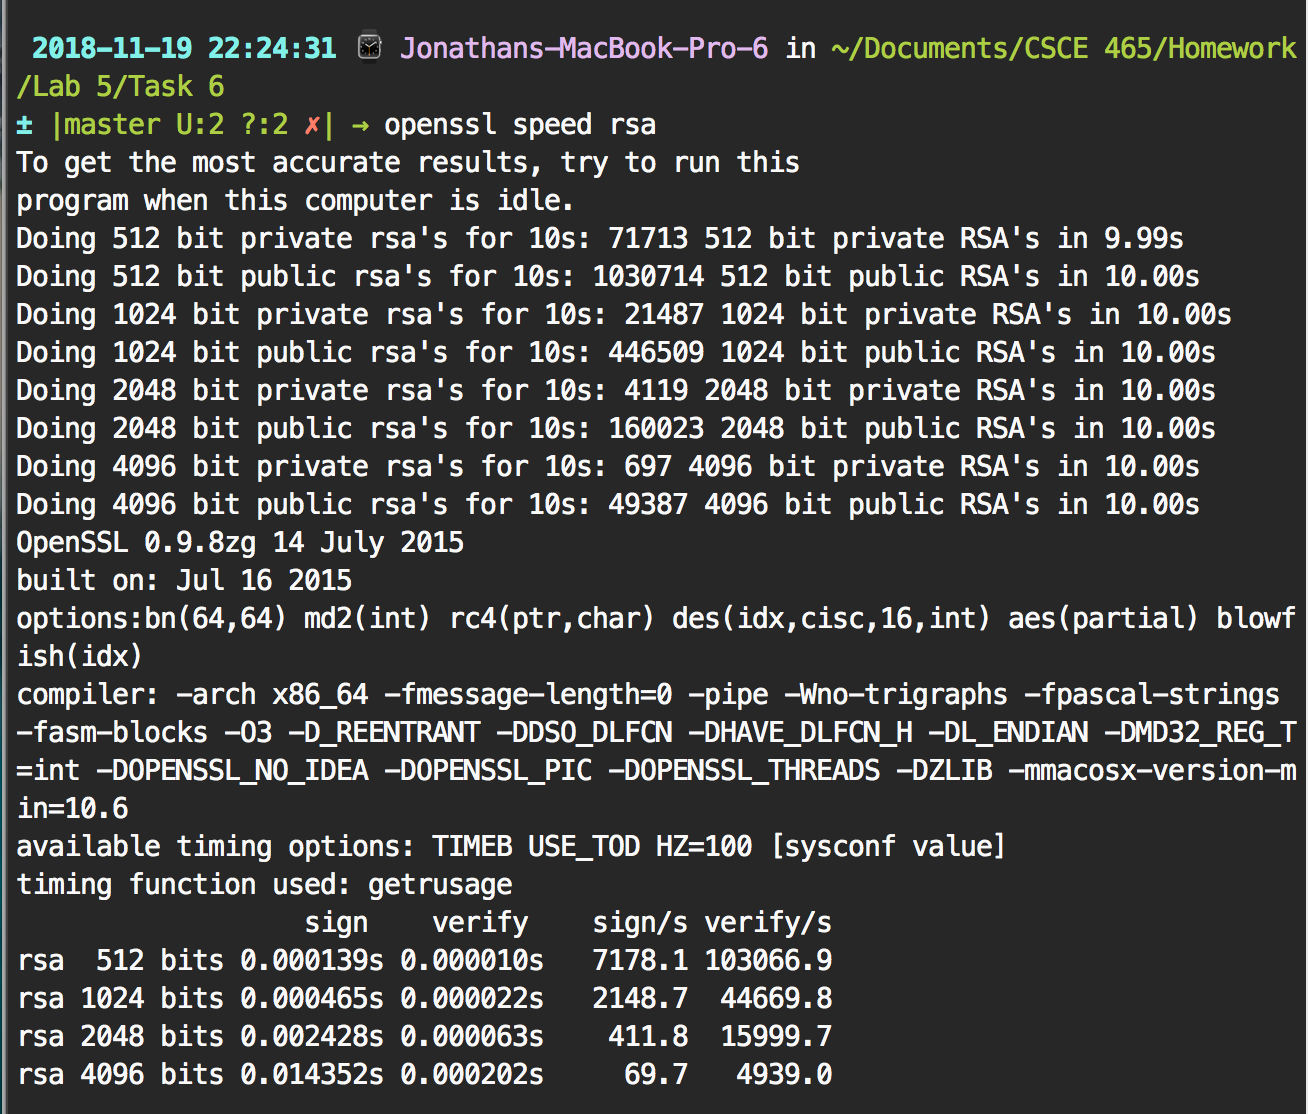 2018-11-19 22:24:31 ⌚ Jonathans-MacBook-Pro-6 in ~/Documents/CSCE 465/Homework
/Lab 5/Task 6
± |master U:2 ?:2 ✗| → openssl speed rsa
To get the most accurate results, try to run this
program when this computer is idle.
Doing 512 bit private rsa's for 10s: 71713 512 bit private RSA's in 9.99s
Doing 512 bit public rsa's for 10s: 1030714 512 bit public RSA's in 10.00s
Doing 1024 bit private rsa's for 10s: 21487 1024 bit private RSA's in 10.00s
Doing 1024 bit public rsa's for 10s: 446509 1024 bit public RSA's in 10.00s
Doing 2048 bit private rsa's for 10s: 4119 2048 bit private RSA's in 10.00s
Doing 2048 bit public rsa's for 10s: 160023 2048 bit public RSA's in 10.00s
Doing 4096 bit private rsa's for 10s: 697 4096 bit private RSA's in 10.00s
Doing 4096 bit public rsa's for 10s: 49387 4096 bit public RSA's in 10.00s
OpenSSL 0.9.8zg 14 July 2015
built on: Jul 16 2015
options:bn(64,64) md2(int) rc4(ptr,char) des(idx,cisc,16,int) aes(partial) blowf
ish(idx)
compiler: -arch x86_64 -fmessage-length=0 -pipe -Wno-trigraphs -fpascal-strings
-fasm-blocks -O3 -D_REENTRANT -DDSO_DLFCN -DHAVE_DLFCN_H -DL_ENDIAN -DMD32_REG_T
=int -DOPENSSL_NO_IDEA -DOPENSSL_PIC -DOPENSSL_THREADS -DZLIB -mmacosx-version-m
in=10.6
available timing options: TIMEB USE_TOD HZ=100 [sysconf value]
timing function used: getrusage
                  sign    verify    sign/s verify/s
rsa  512 bits 0.000139s 0.000010s   7178.1 103066.9
rsa 1024 bits 0.000465s 0.000022s   2148.7  44669.8
rsa 2048 bits 0.002428s 0.000063s    411.8  15999.7
rsa 4096 bits 0.014352s 0.000202s     69.7   4939.0